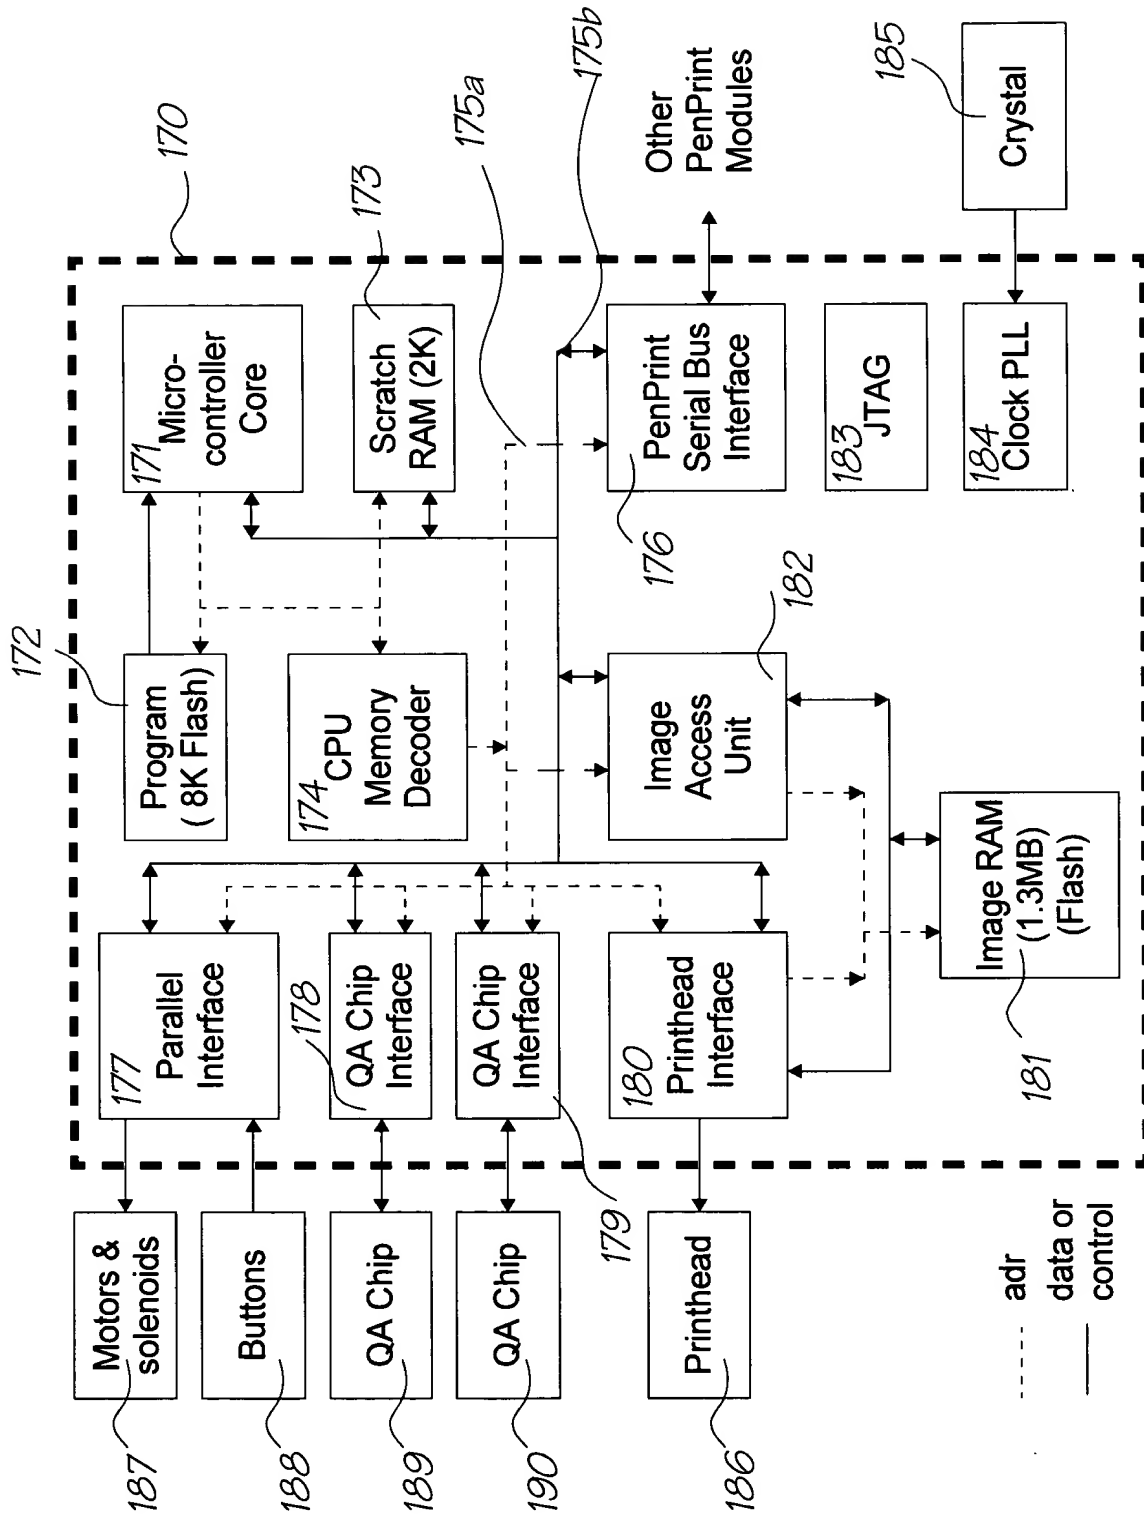 187
Motors &
solenoids
188
Buttons
189
QA Chip
190
QA Chip
186
Printhead
adr
data or
control
177
Parallel
Interface
178
QA Chip
Interface
QA Chip
Interface
179
180
Printhead
Interface
172
Program
( 8K Flash)
174
CPU
Memory
Decoder
Image
Access
Unit
182
Image RAM
(1.3MB)
(Flash)
181
170
171
Micro-
controller
Core
Scratch
RAM (2K)
173
175a
175b
PenPrint
Serial Bus
Interface
176
183
JTAG
184
Clock PLL
Other
PenPrint
Modules
185
Crystal